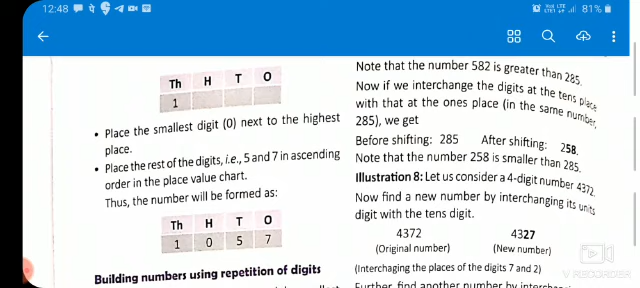 12:48
81%
Th H T O
1
• Place the smallest digit (0) next to the highest
place.
• Place the rest of the digits, i.e., 5 and 7 in ascending
order in the place value chart.
Thus, the number will be formed as:
Th H T O
1 0 5 7
Building numbers using repetition of digits
Note that the number 582 is greater than 285.
Now if we interchange the digits at the tens place
with that at the ones place (in the same number,
285), we get
Before shifting: 285 After shifting: 258.
Note that the number 258 is smaller than 285.
Illustration 8: Let us consider a 4-digit number 4372.
Now find a new number by interchanging its units
digit with the tens digit.
4372 4327
(Original number) (New number)
(Interchaging the places of the digits 7 and 2)
Further, find another number by
VRECORDER